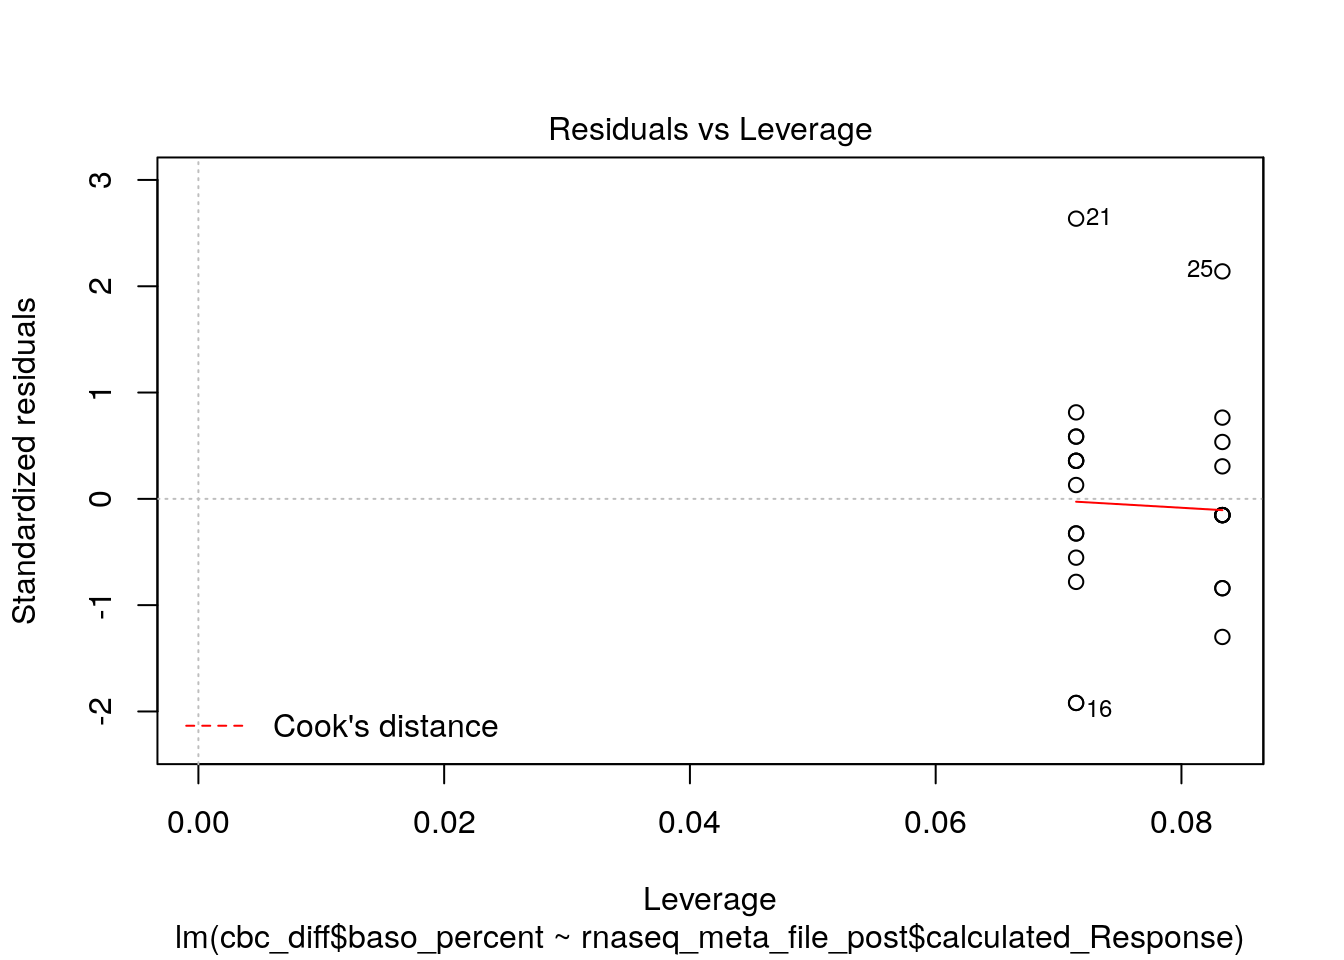 Residuals vs Leverage
3
2
1
0
-1
-2
Standardized residuals
21
25
16
Cook's distance
0.00 0.02 0.04 0.06 0.08
Leverage
lm(cbc_diff$baso_percent ~ rnaseq_meta_file_post$calculated_Response)